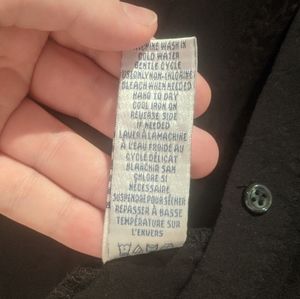 MACHINE WASH IN
COLD WATER
GENTLE CYCLE
USE ONLY NON-CHLORINE
BLEACH WHEN NEEDED
HANG TO DRY
COOL IRON ON
REVERSE SIDE
IF NEEDED
LAVER À LA MACHINE
À L'EAU FROIDE AU
CYCLE DÉLICAT
BLANCHIR SAN
CHLORE SI
NÉCESSAIRE
SUSPENDRE POUR SÉCHER
REPASSER À BASSE
TEMPÉRATURE SUR
L'ENVERS